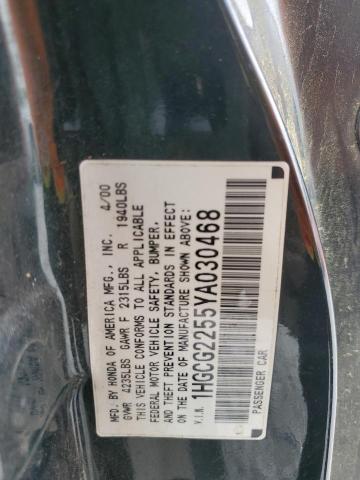 MFD. BY HONDA OF AMERICA MFG., INC. 4/00
GVWR 4235LBS GAWR F 2315LBS R 1940LBS
THIS VEHICLE CONFORMS TO ALL APPLICABLE
FEDERAL MOTOR VEHICLE SAFETY, BUMPER,
AND THEFT PREVENTION STANDARDS IN EFFECT
ON THE DATE OF MANUFACTURE SHOWN ABOVE.
V.I.N. 1HGCG2255YA030468
PASSENGER CAR